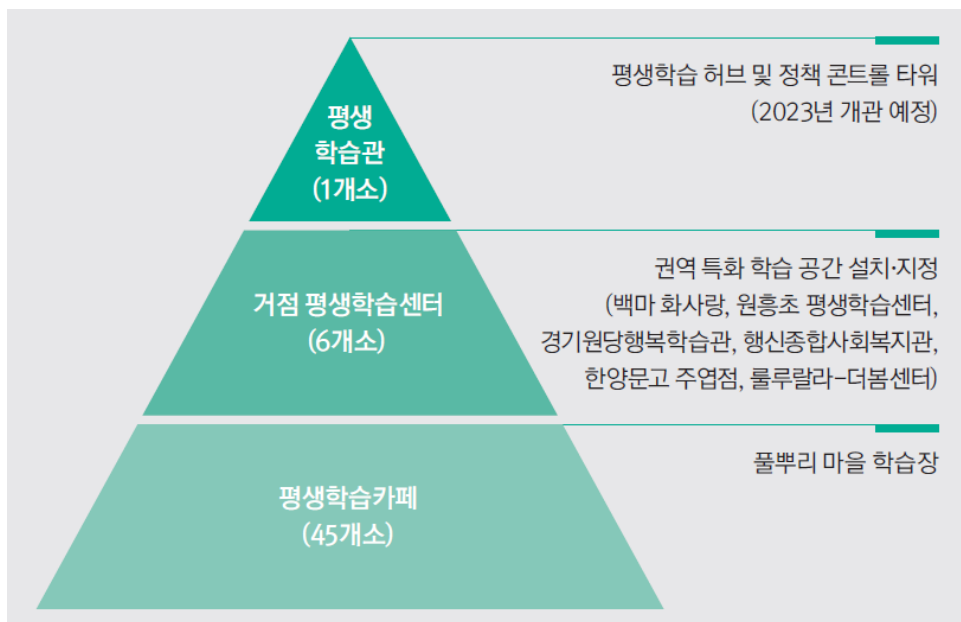 평생
학습관
(1개소)
평생학습 허브 및 정책 콘트롤 타워
(2023년 개관 예정)
거점 평생학습센터
(6개소)
권역 특화 학습 공간 설치·지정
(백마 화사랑, 원흥초 평생학습센터,
경기원당행복학습관, 행신종합사회복지관,
한양문고 주엽점, 룰루랄라-더봄센터)
평생학습카페
(45개소)
풀뿌리 마을 학습장